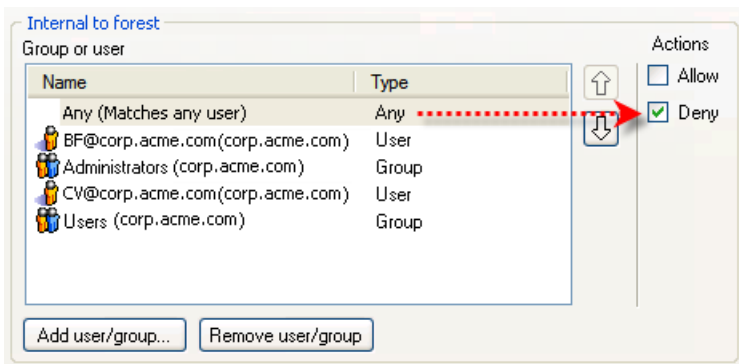 Internal to forest
Group or user
Actions
Name Type
Allow
Any (Matches any user) Any
Deny
BF@corp.acme.com(corp.acme.com) User
Administrators (corp.acme.com) Group
CV@corp.acme.com(corp.acme.com) User
Users (corp.acme.com) Group
Add user/group... Remove user/group